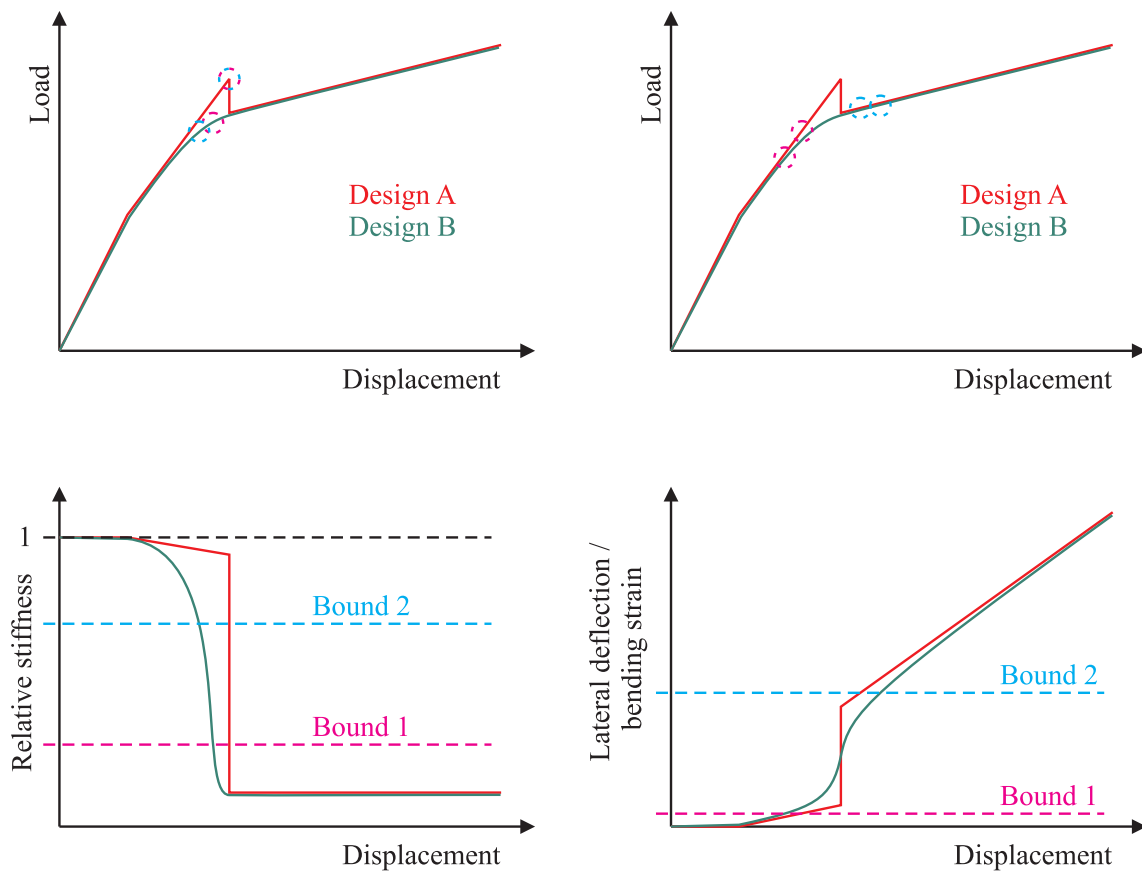 Load
Design A
Design B
Displacement
Load
Design A
Design B
Displacement
Relative stiffness
1
Bound 2
Bound 1
Displacement
Lateral deflection /
bending strain
Bound 2
Bound 1
Displacement